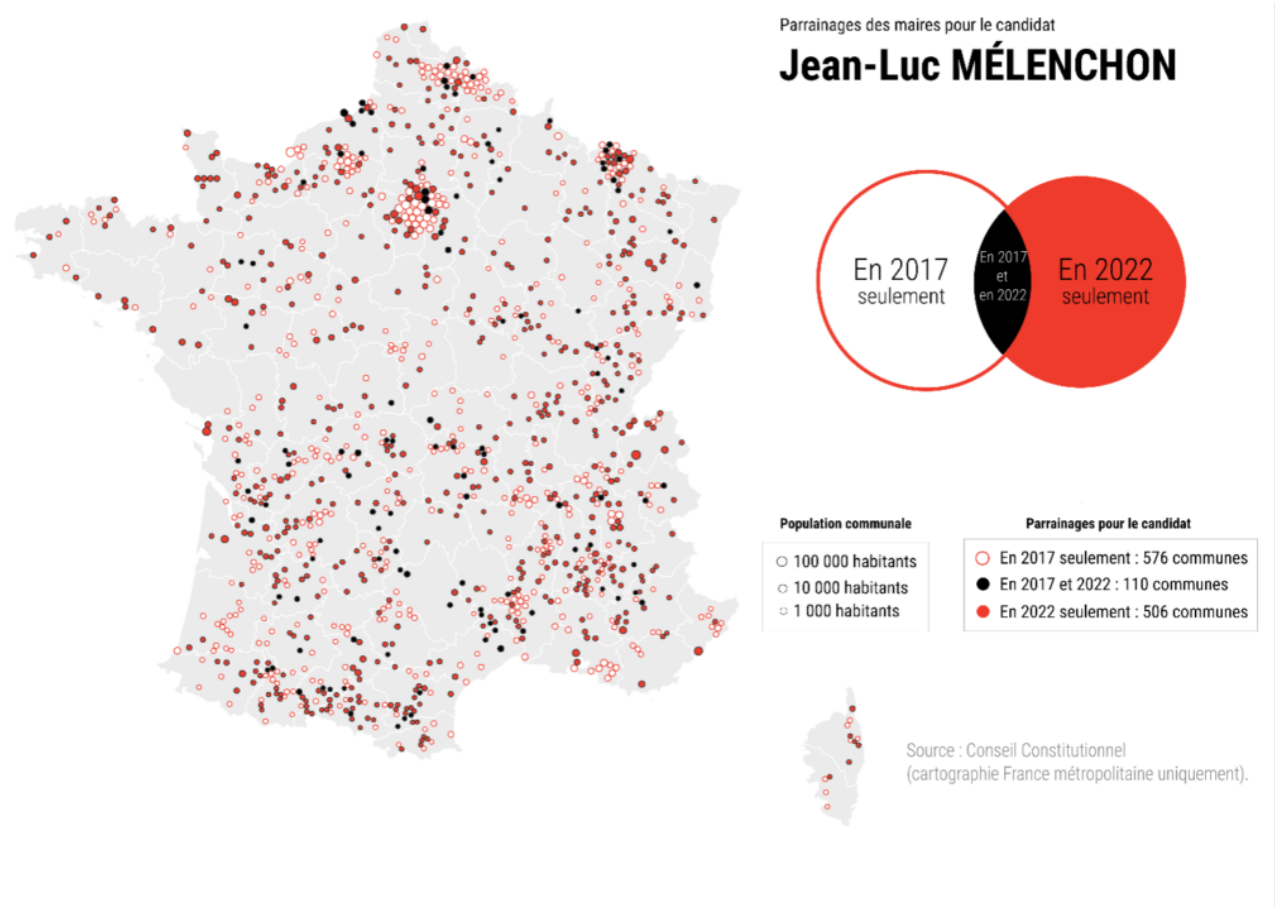 Parrainages des maires pour le candidat
Jean-Luc MÉLENCHON
En 2017
seulement
En 2017
et
en 2022
En 2022
seulement
Population communale
100 000 habitants
10 000 habitants
1 000 habitants
Parrainages pour le candidat
En 2017 seulement : 576 communes
En 2017 et 2022 : 110 communes
En 2022 seulement : 506 communes
Source : Conseil Constitutionnel
(cartographie France métropolitaine uniquement).